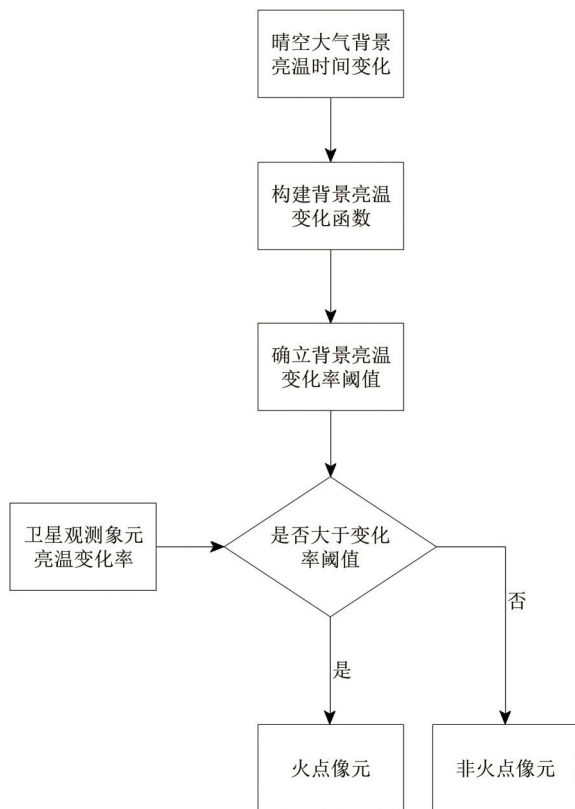 晴空大气背景
亮温时间变化
构建背景亮温
变化函数
确立背景亮温
变化率阈值
卫星观测象元
亮温变化率
是否大于变化
率阈值
否
是
火点像元
非火点像元